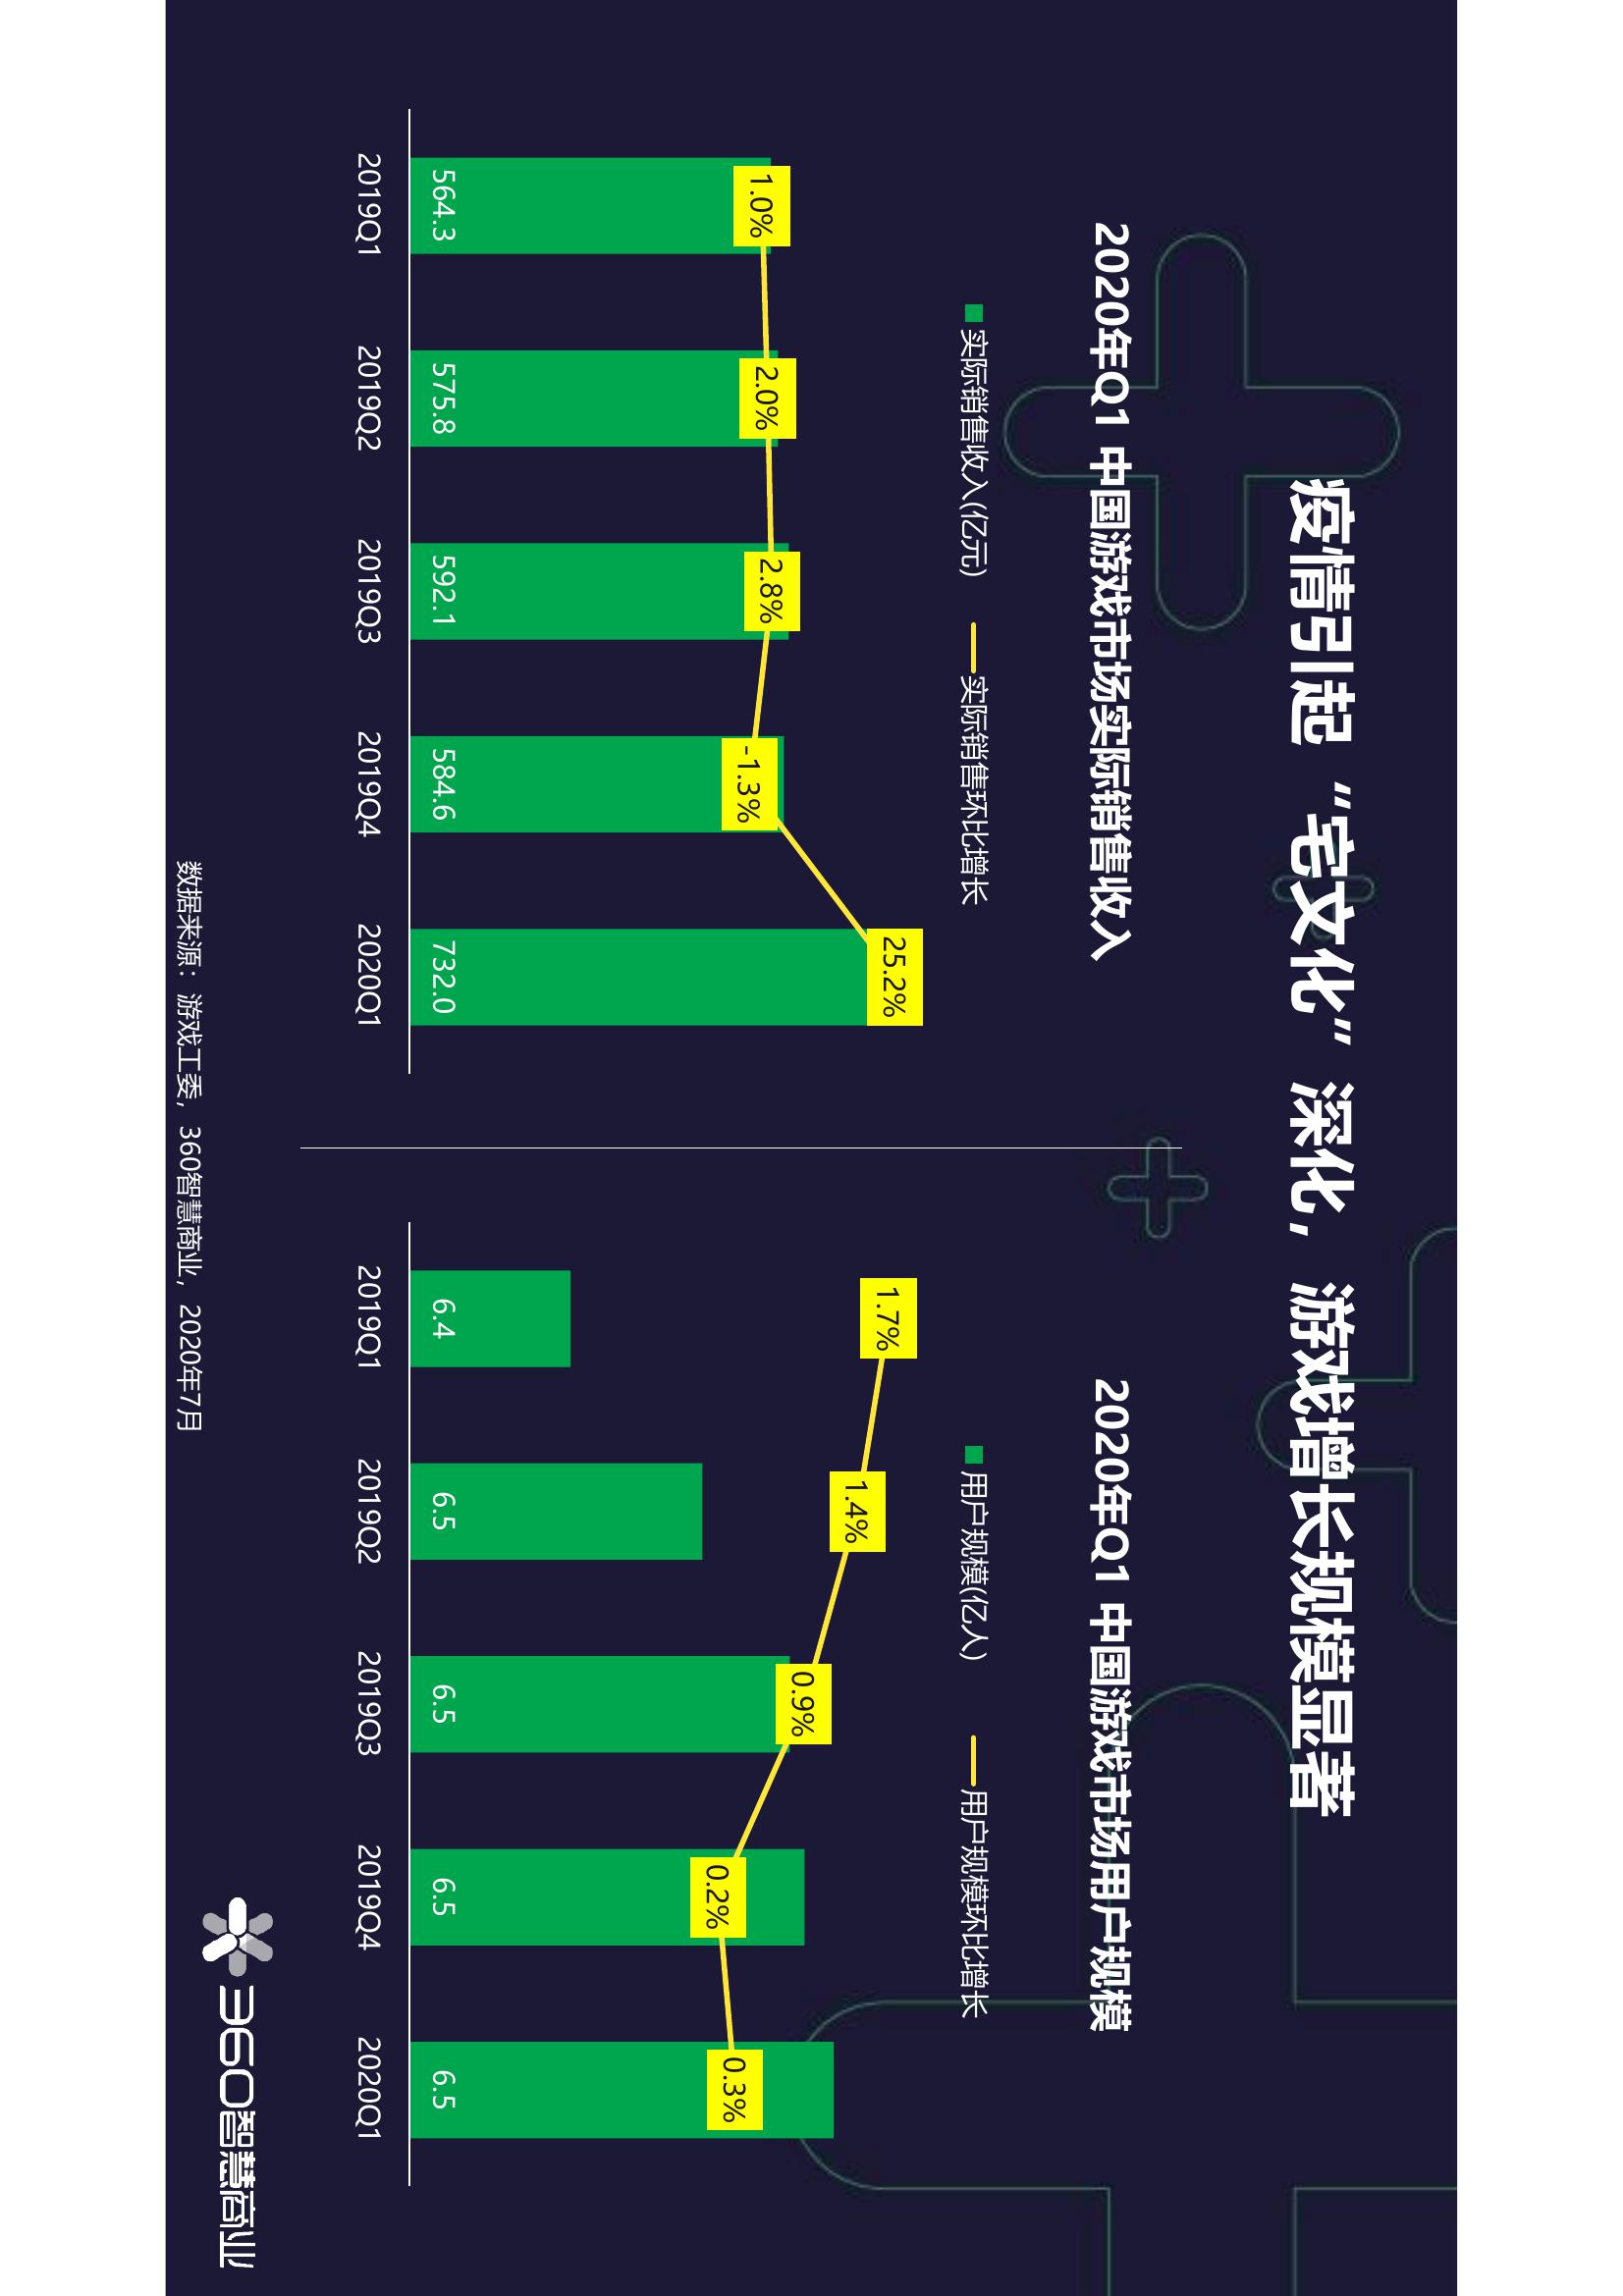 疫情引起“宅文化”深化，游戏增长规模显著
2020年Q1 中国游戏市场实际销售收入
实际销售收入(亿元) 实际销售环比增长
1.0% 2.0% 2.8% -1.3% 25.2%
564.3 575.8 592.1 584.6 732.0
2019Q1 2019Q2 2019Q3 2019Q4 2020Q1
2020年Q1 中国游戏市场用户规模
用户规模(亿人) 用户规模环比增长
1.7% 1.4% 0.9% 0.2% 0.3%
6.4 6.5 6.5 6.5 6.5
2019Q1 2019Q2 2019Q3 2019Q4 2020Q1
数据来源：游戏工委，360智慧商业，2020年7月
360智慧商业